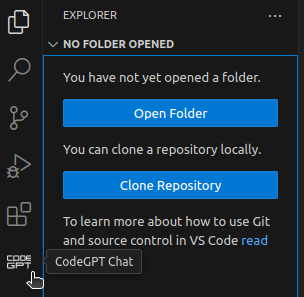 EXPLORER
NO FOLDER OPENED
You have not yet opened a folder.
Open Folder
You can clone a repository locally.
Clone Repository
To learn more about how to use Git
and source control in VS Code read
CODE
GPT
CodeGPT Chat